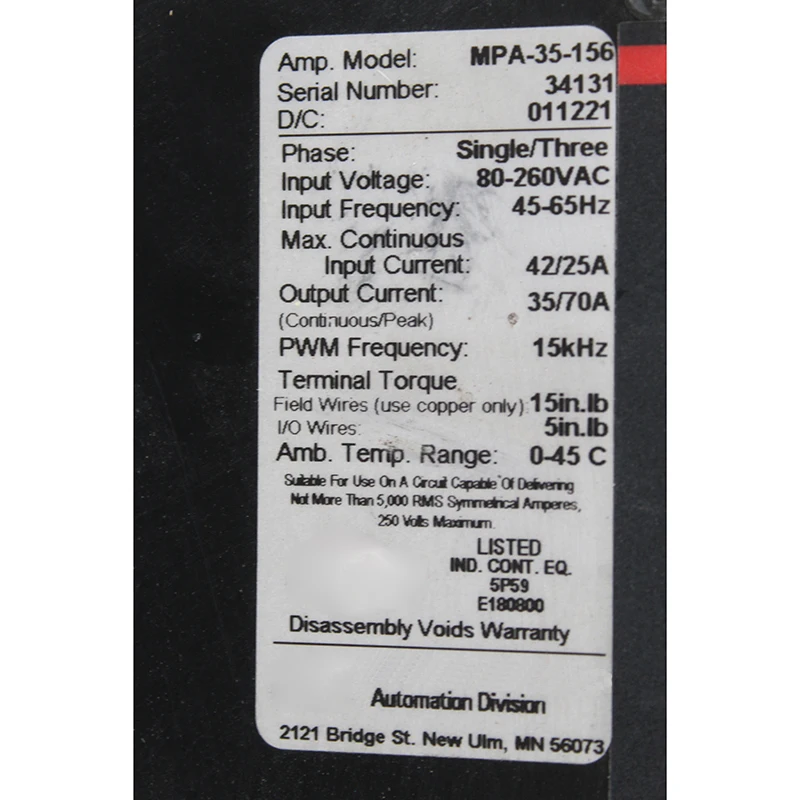 Amp. Model: MPA-35-156
Serial Number: 34131
D/C: 011221
Phase: Single/Three
Input Voltage: 80-260VAC
Input Frequency: 45-65Hz
Max. Continuous
Input Current: 42/25A
Output Current: 35/70A
(Continuous/Peak)
PWM Frequency: 15kHz
Terminal Torque
Field Wires (use copper only): 15in.lb
I/O Wires: 5in.lb
Amb. Temp. Range: 0-45 C
Suitable For Use On A Circuit Capable Of Delivering
Not More Than 5,000 RMS Symmetrical Amperes,
250 Volts Maximum.
LISTED
IND. CONT. EQ.
5P59
E180800
Disassembly Voids Warranty
Automation Division
2121 Bridge St. New Ulm, MN 56073